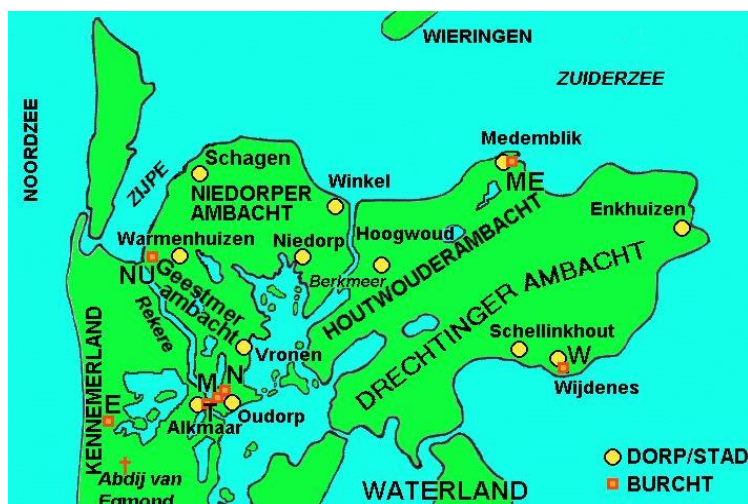 WIERINGEN
NOORDZEE
ZUIDERZEE
Medemblik
ME
Schagen
ZIJPE
NIEDORPER
AMBACHT
Winkel
Enkhuizen
Warmenhuizen
Niedorp
Hoogwoud
HOUTWOUDERAMBACHT
NU
Geestmer
ambacht
Berkmeer
DRECHTINGER AMBACHT
Rekere
KENNEMERLAND
Vronen
Schellinkhout
W
Wijdenes
M
N
T
E
Alkmaar
Oudorp
Abdij van
Egmond
WATERLAND
DORP/STAD
BURCHT